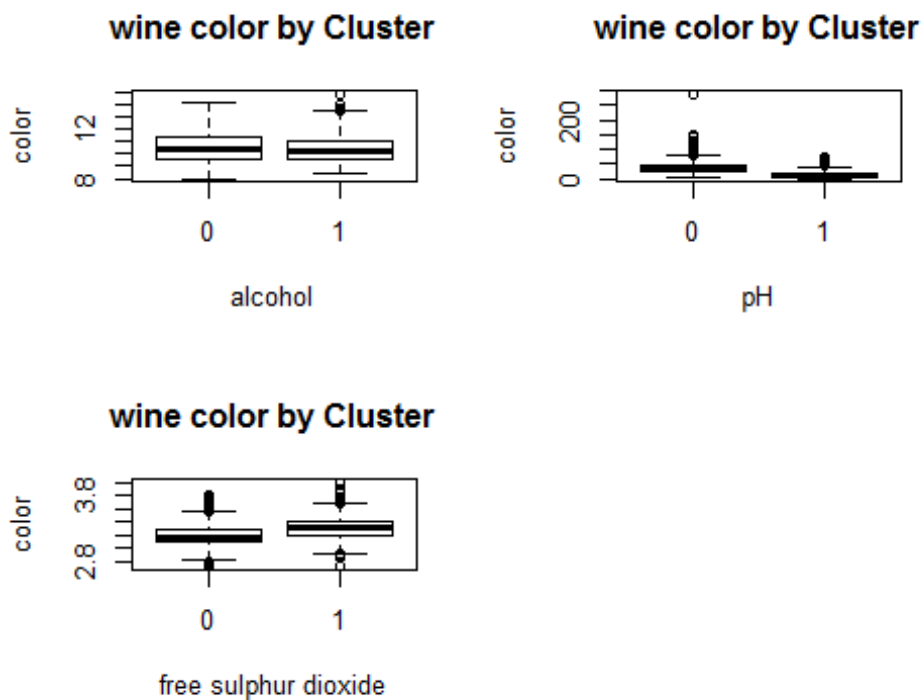 wine color by Cluster
color
12
8
0
1
alcohol
wine color by Cluster
color
200
0
0
1
pH
wine color by Cluster
color
3.8
2.8
0
1
free sulphur dioxide